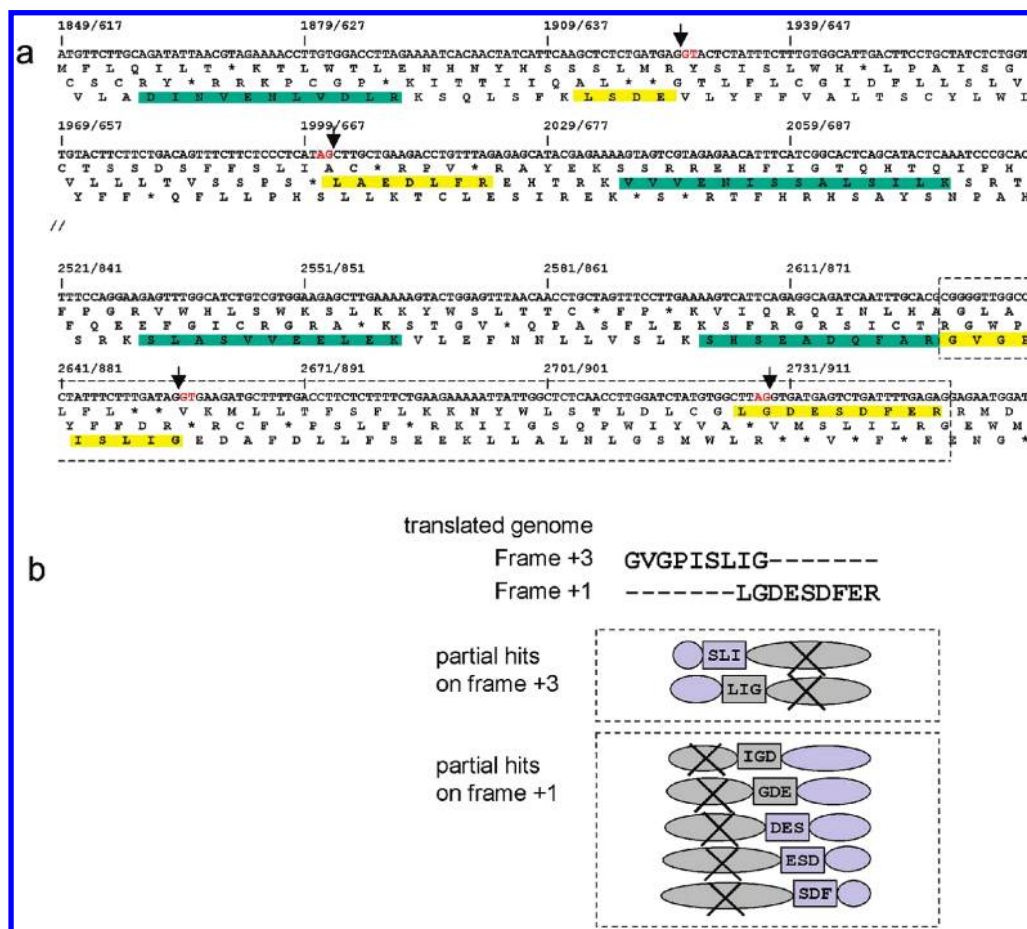 a
1849/617 1879/627 1909/637 1939/647
ATGTTCTTGCAGATATTAACGTAGAAAACCTTGTGGACCTTAGAAAATCACAACTATCATTCAAGCTCTCTGATGAGGTACTCTATTTCTTTGTGGCATTGACTTCCTGCTATCTCTGGT
M F L Q I L T * K T L W T L E N H N Y H S S S L M R Y S I S L W H * L P A I S G
C S C R Y * R R K P C G P * K I T T I I Q A L * * G T L F L C G I D F L L S L V
V L A D I N V E N L V D L R K S Q L S F K L S D E V L Y F F V A L T S C Y L W I
1969/657 1999/667 2029/677 2059/687
TGTACTTCTTCTGACAGTTTCTTCTCCCTCATAGCTTGCTGAAGACCTGTTTAGAGAGCATACGAGAAAAGTAGTCGTAGAGAACATTTCATCGGCACTCAGCATACTCAAATCCCGCAC
C T S S D S F F S L I A C * R P V * R A Y E K S S R R E H F I G T Q H T Q I P H
V L L L T V S S P S * L A E D L F R E H T R K V V V E N I S S A L S I L K S R T
Y F F * Q F L L P H S L L K T C L E S I R E K * S * R T F H R H S A Y S N P A H
//
2521/841 2551/851 2581/861 2611/871
TTTCCAGGAAGAGTTTGGCATCTGTCGTGGAAGAGCTTGAAAAAGTACTGGAGTTTAACAACCTGCTAGTTTCCTTGAAAAGTCATTCAGAGGCAGATCAATTTGCACGCGGGGTTGGCC
F P G R V W H L S W K S L K K Y W S L T T C * F P * K V I Q R Q I N L H A G L A
F Q E E F G I C R G R A * K S T G V * Q P A S F L E K S F R G R S I C T R G W P
S R K S L A S V V E E L E K V L E F N N L L V S L K S H S E A D Q F A R G V G P
2641/881 2671/891 2701/901 2731/911
CTATTTCTTTGATAGGTGAAGATGCTTTTGACCTTCTCTTTTCTGAAGAAAAATTATTGGCTCTCAACCTTGGATCTATGTGGCTTAGGTGATGAGTCTGATTTTGAGAGGAGAATGGAT
L F L * * V K M L L T F S F L K K N Y W L S T L D L C G L G D E S D F E R R M D
Y F F D R * R C F * P S L F * R K I I G S Q P W I Y V A * V M S L I L R G E W M
I S L I G E D A F D L L F S E E K L L A L N L G S M W L R * * V * F * E E N G *
b
translated genome
Frame +3 GVGPISLIG-------
Frame +1 -------LGDESDFER
partial hits
on frame +3
SLI
LIG
partial hits
on frame +1
IGD
GDE
DES
ESD
SDF